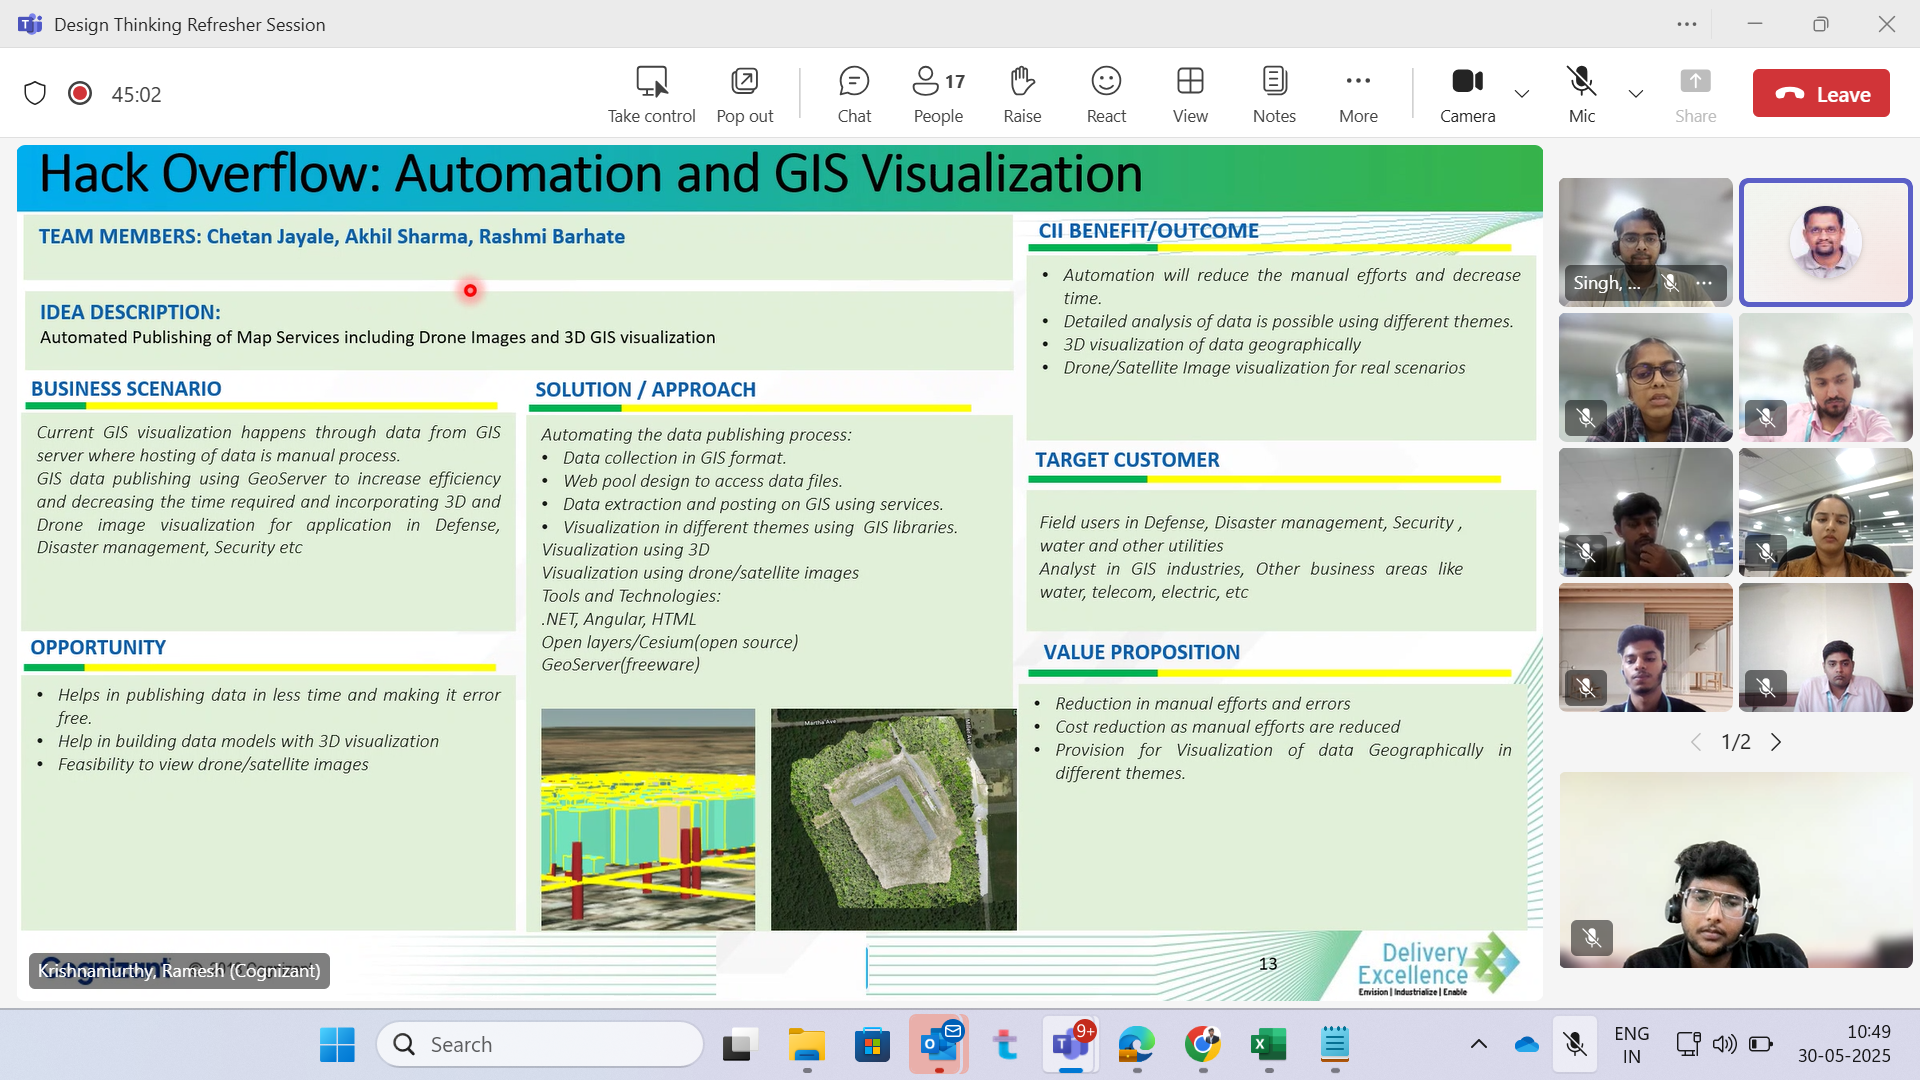 Design Thinking Refresher Session
45:02
Take control
Pop out
Chat
17
People
Raise
React
View
Notes
More
Camera
Mic
Share
Leave
Hack Overflow: Automation and GIS Visualization
TEAM MEMBERS: Chetan Jayale, Akhil Sharma, Rashmi Barhate
IDEA DESCRIPTION:
Automated Publishing of Map Services including Drone Images and 3D GIS visualization
BUSINESS SCENARIO
Current GIS visualization happens through data from GIS
server where hosting of data is manual process.
GIS data publishing using GeoServer to increase efficiency
and decreasing the time required and incorporating 3D and
Drone image visualization for application in Defense,
Disaster management, Security etc
OPPORTUNITY
• Helps in publishing data in less time and making it error
free.
• Help in building data models with 3D visualization
• Feasibility to view drone/satellite images
SOLUTION / APPROACH
Automating the data publishing process:
• Data collection in GIS format.
• Web pool design to access data files.
• Data extraction and posting on GIS using services.
• Visualization in different themes using GIS libraries.
Visualization using 3D
Visualization using drone/satellite images
Tools and Technologies:
.NET, Angular, HTML
Open layers/Cesium(open source)
GeoServer(freeware)
Martha Ave
CII BENEFIT/OUTCOME
• Automation will reduce the manual efforts and decrease
time.
• Detailed analysis of data is possible using different themes.
• 3D visualization of data geographically
• Drone/Satellite Image visualization for real scenarios
TARGET CUSTOMER
Field users in Defense, Disaster management, Security ,
water and other utilities
Analyst in GIS industries, Other business areas like
water, telecom, electric, etc
VALUE PROPOSITION
• Reduction in manual efforts and errors
• Cost reduction as manual efforts are reduced
• Provision for Visualization of data Geographically in
different themes.
Krishnamurthy, Ramesh (Cognizant)
13
Delivery
Excellence
Envision | Industrialize | Enable
Singh, ...
1/2
Search
9+
ENG
IN
10:49
30-05-2025